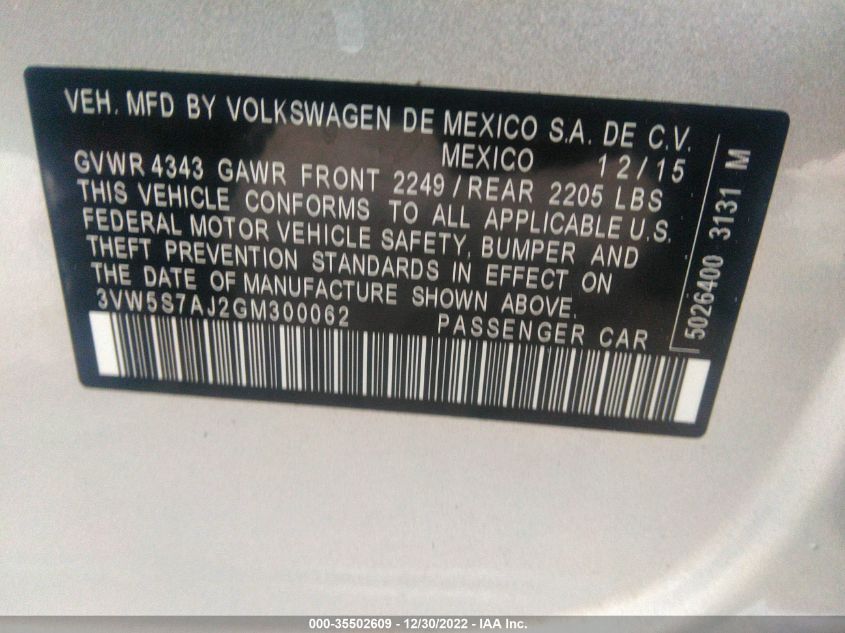 VEH. MFD BY VOLKSWAGEN DE MEXICO S.A. DE C.V.
MEXICO 12/15
GVWR 4343 GAWR FRONT 2249 / REAR 2205 LBS
THIS VEHICLE CONFORMS TO ALL APPLICABLE U.S.
FEDERAL MOTOR VEHICLE SAFETY, BUMPER AND
THEFT PREVENTION STANDARDS IN EFFECT ON
THE DATE OF MANUFACTURE SHOWN ABOVE.
3VW5S7AJ2GM300062 PASSENGER CAR
5026400 3131 M
000-35502609 - 12/30/2022 - IAA Inc.